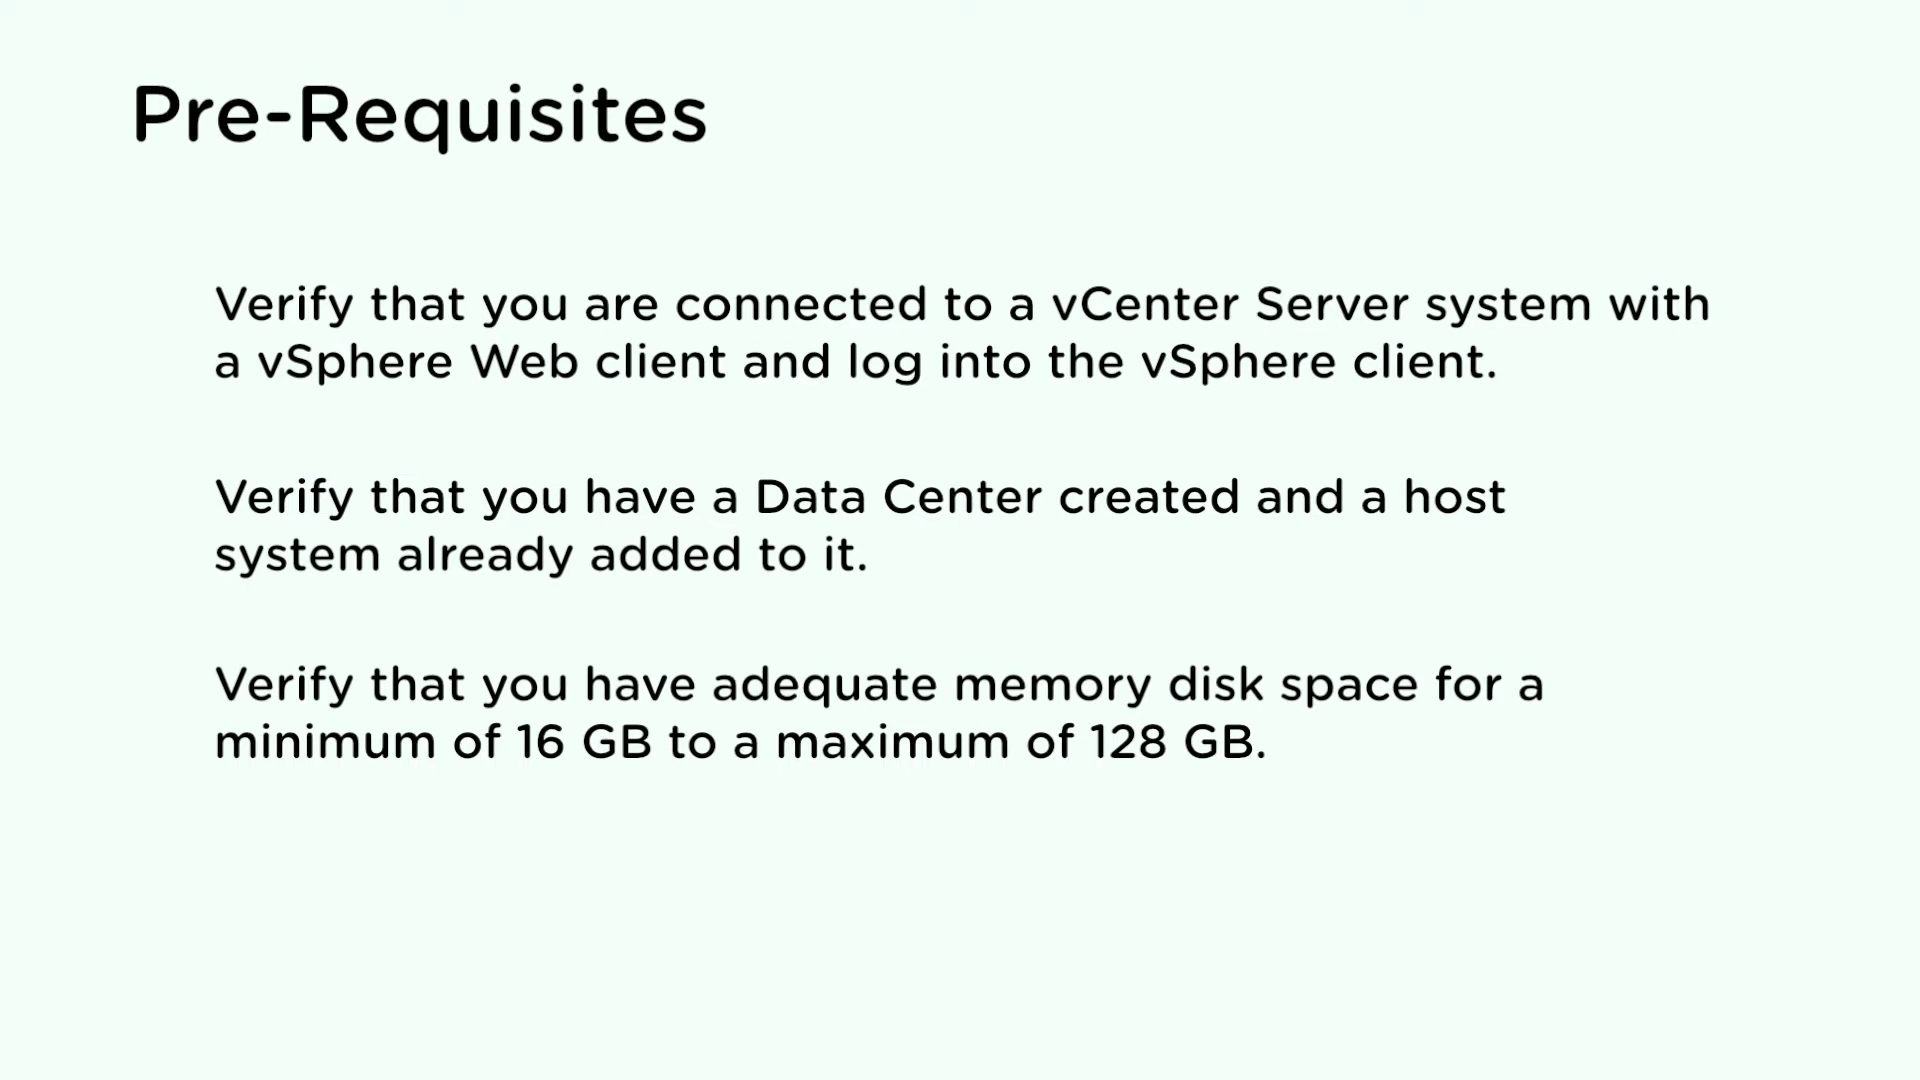 Pre-Requisites
Verify that you are connected to a vCenter Server system with
a vSphere Web client and log into the vSphere client.
Verify that you have a Data Center created and a host
system already added to it.
Verify that you have adequate memory disk space for a
minimum of 16 GB to a maximum of 128 GB.